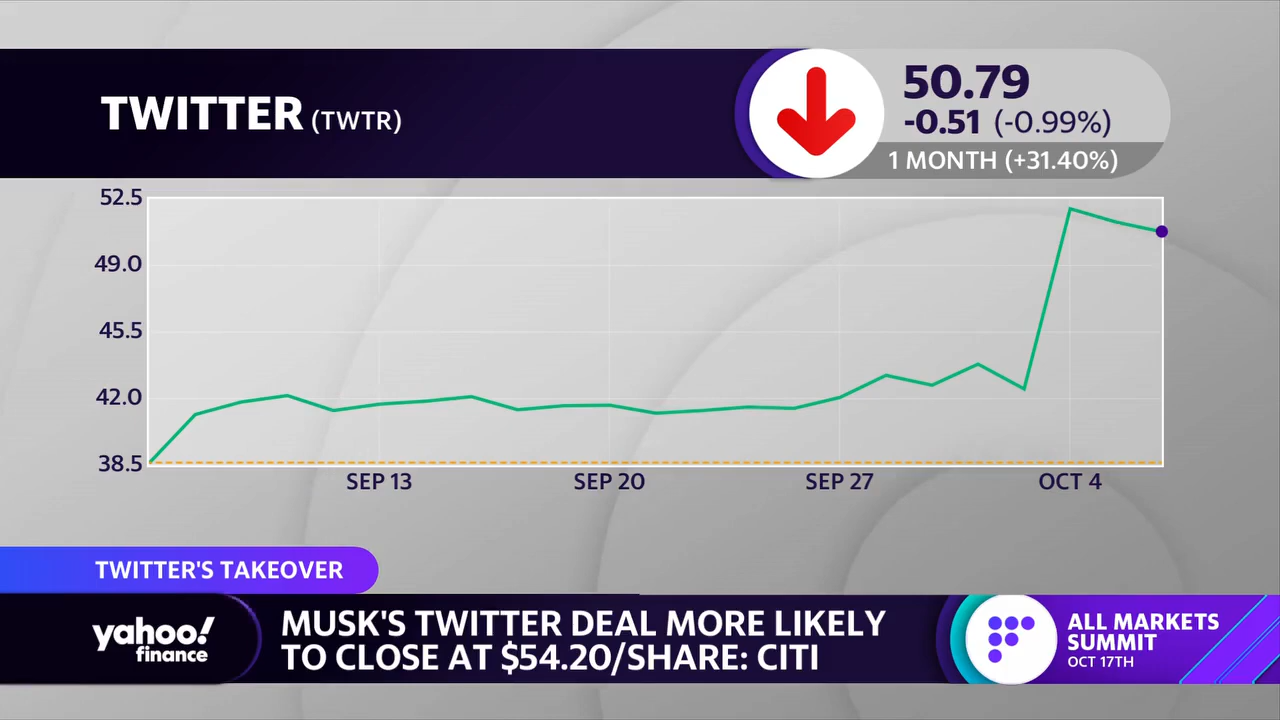 TWITTER (TWTR)
50.79
-0.51 (-0.99%)
1 MONTH (+31.40%)
52.5
49.0
45.5
42.0
38.5
SEP 13 SEP 20 SEP 27 OCT 4
TWITTER'S TAKEOVER
yahoo!
finance
MUSK'S TWITTER DEAL MORE LIKELY
TO CLOSE AT $54.20/SHARE: CITI
ALL MARKETS
SUMMIT
OCT 17TH